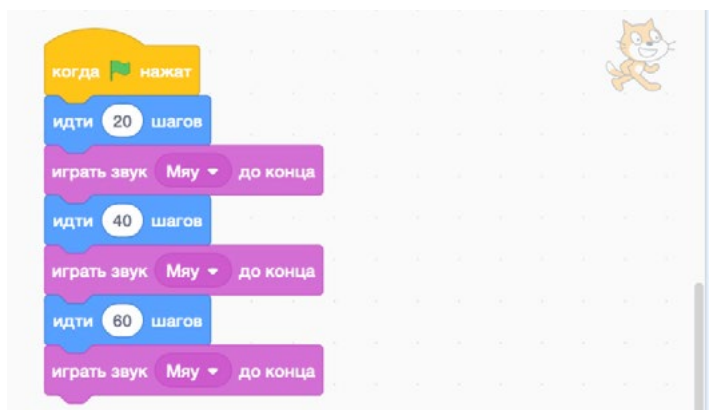 когда нажат
идти 20 шагов
играть звук Мяу до конца
идти 40 шагов
играть звук Мяу до конца
идти 60 шагов
играть звук Мяу до конца